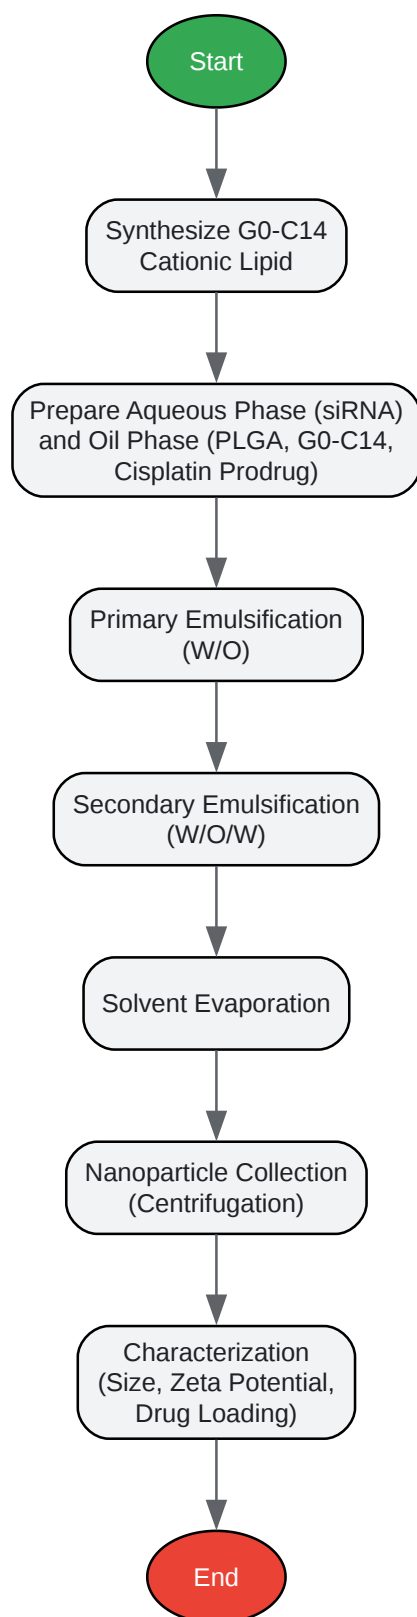 Start
Synthesize G0-C14
Cationic Lipid
Prepare Aqueous Phase (siRNA)
and Oil Phase (PLGA, G0-C14,
Cisplatin Prodrug)
Primary Emulsification
(W/O)
Secondary Emulsification
(W/O/W)
Solvent Evaporation
Nanoparticle Collection
(Centrifugation)
Characterization
(Size, Zeta Potential,
Drug Loading)
End